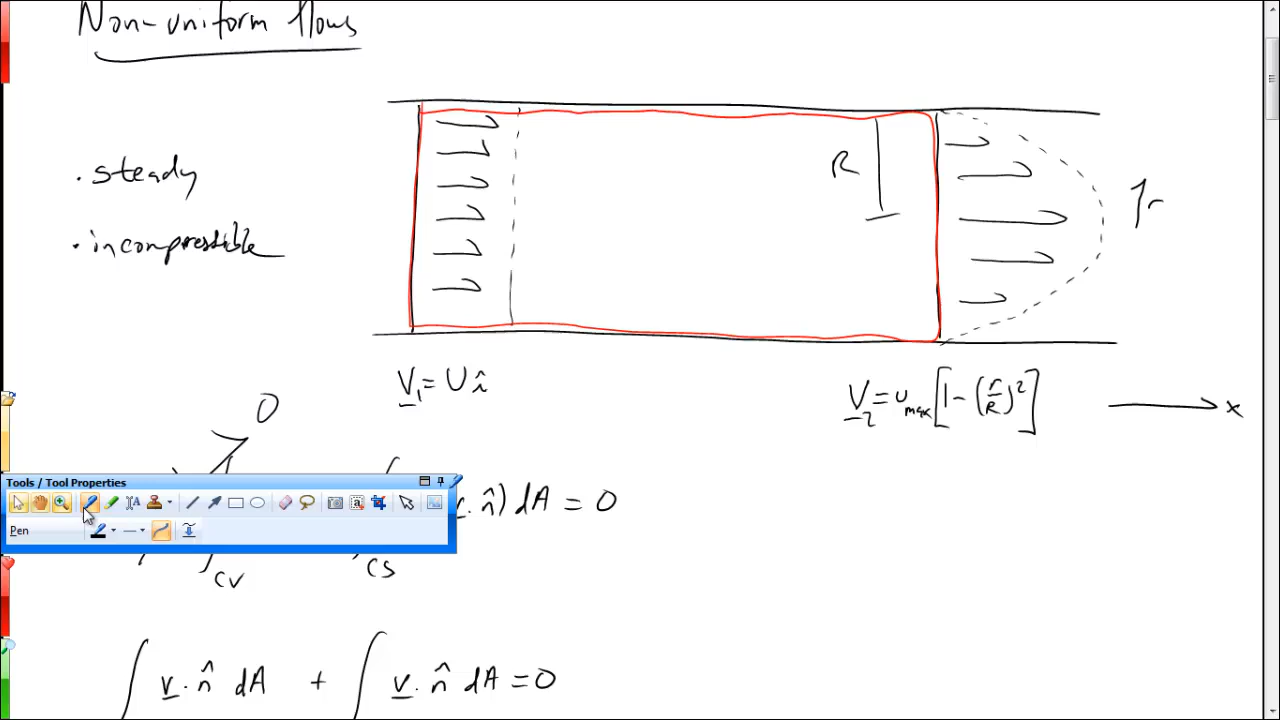 Non-uniform flows
· steady
· incompressible
R
r
V₁ = U î
V₂ = u_max [1 - (r/R)²]
x
0
Tools / Tool Properties
Pen
· n̂) dA = 0
CV
CS
∫ v · n̂ dA + ∫ v · n̂ dA = 0